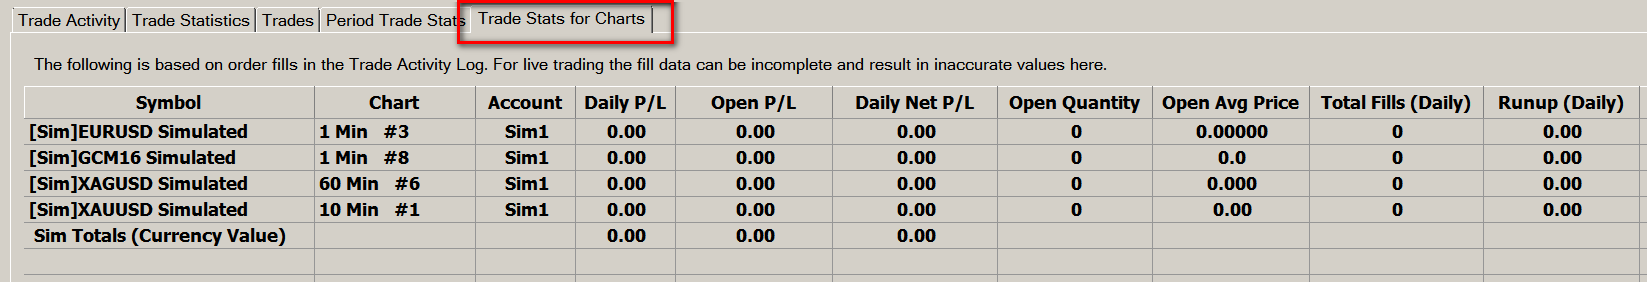 Trade Activity Trade Statistics Trades Period Trade Stats Trade Stats for Charts
The following is based on order fills in the Trade Activity Log. For live trading the fill data can be incomplete and result in inaccurate values here.
Symbol Chart Account Daily P/L Open P/L Daily Net P/L Open Quantity Open Avg Price Total Fills (Daily) Runup (Daily)
[Sim]EURUSD Simulated 1 Min #3 Sim1 0.00 0.00 0.00 0 0.00000 0 0.00
[Sim]GCM16 Simulated 1 Min #8 Sim1 0.00 0.00 0.00 0 0.0 0 0.00
[Sim]XAGUSD Simulated 60 Min #6 Sim1 0.00 0.00 0.00 0 0.000 0 0.00
[Sim]XAUUSD Simulated 10 Min #1 Sim1 0.00 0.00 0.00 0 0.00 0 0.00
Sim Totals (Currency Value) 0.00 0.00 0.00